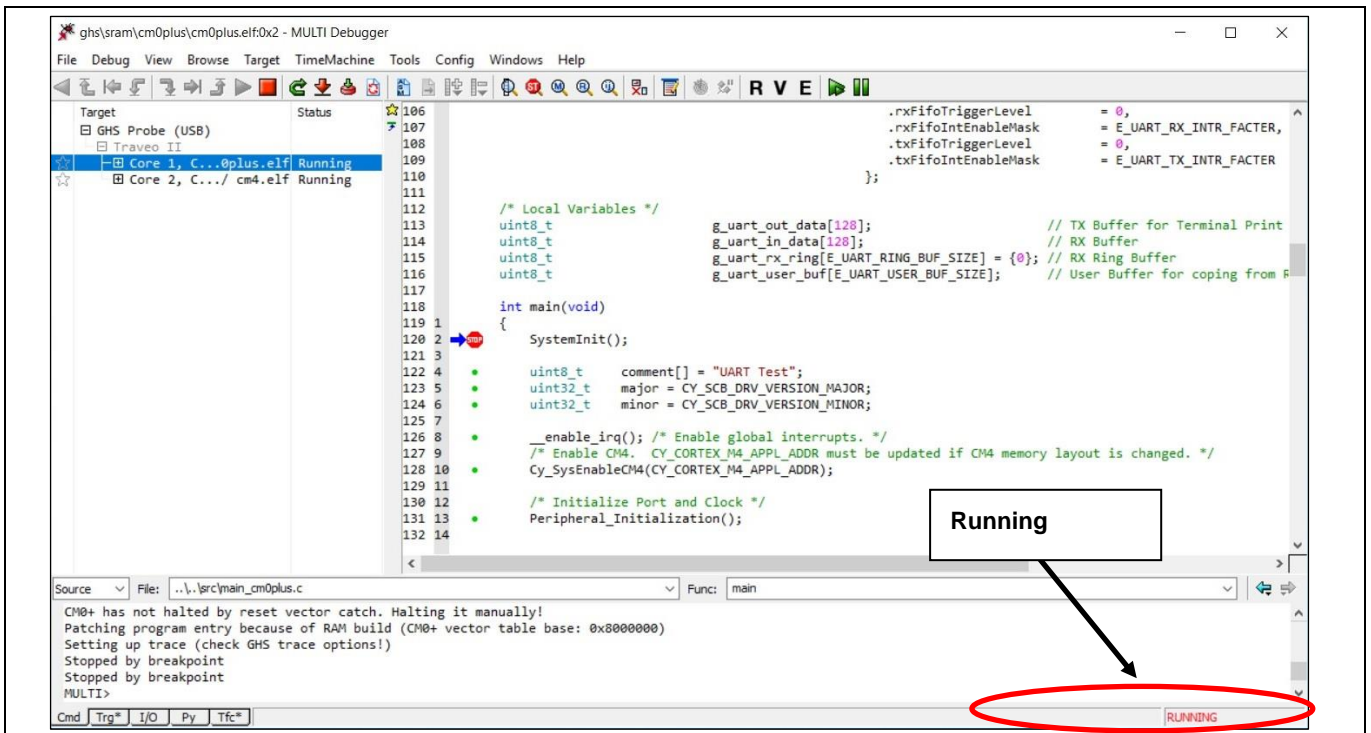 ghs\sram\cm0plus\cm0plus.elf:0x2 - MULTI Debugger
File Debug View Browse Target TimeMachine Tools Config Windows Help
R V E
Target Status
GHS Probe (USB)
Traveo II
Core 1, C...0plus.elf Running
Core 2, C.../ cm4.elf Running
106 .rxFifoTriggerLevel = 0,
107 .rxFifoIntEnableMask = E_UART_RX_INTR_FACTER,
108 .txFifoTriggerLevel = 0,
109 .txFifoIntEnableMask = E_UART_TX_INTR_FACTER
110 };
111
112 /* Local Variables */
113 uint8_t g_uart_out_data[128]; // TX Buffer for Terminal Print
114 uint8_t g_uart_in_data[128]; // RX Buffer
115 uint8_t g_uart_rx_ring[E_UART_RING_BUF_SIZE] = {0}; // RX Ring Buffer
116 uint8_t g_uart_user_buf[E_UART_USER_BUF_SIZE]; // User Buffer for coping from R
117
118 int main(void)
119 1 {
120 2 STOP SystemInit();
121 3
122 4 uint8_t comment[] = "UART Test";
123 5 uint32_t major = CY_SCB_DRV_VERSION_MAJOR;
124 6 uint32_t minor = CY_SCB_DRV_VERSION_MINOR;
125 7
126 8 __enable_irq(); /* Enable global interrupts. */
127 9 /* Enable CM4. CY_CORTEX_M4_APPL_ADDR must be updated if CM4 memory layout is changed. */
128 10 Cy_SysEnableCM4(CY_CORTEX_M4_APPL_ADDR);
129 11
130 12 /* Initialize Port and Clock */
131 13 Peripheral_Initialization();
132 14
Running
Source File: ..\..\src\main_cm0plus.c Func: main
CM0+ has not halted by reset vector catch. Halting it manually!
Patching program entry because of RAM build (CM0+ vector table base: 0x8000000)
Setting up trace (check GHS trace options!)
Stopped by breakpoint
Stopped by breakpoint
MULTI>
Cmd Trg* I/O Py Tfc* RUNNING